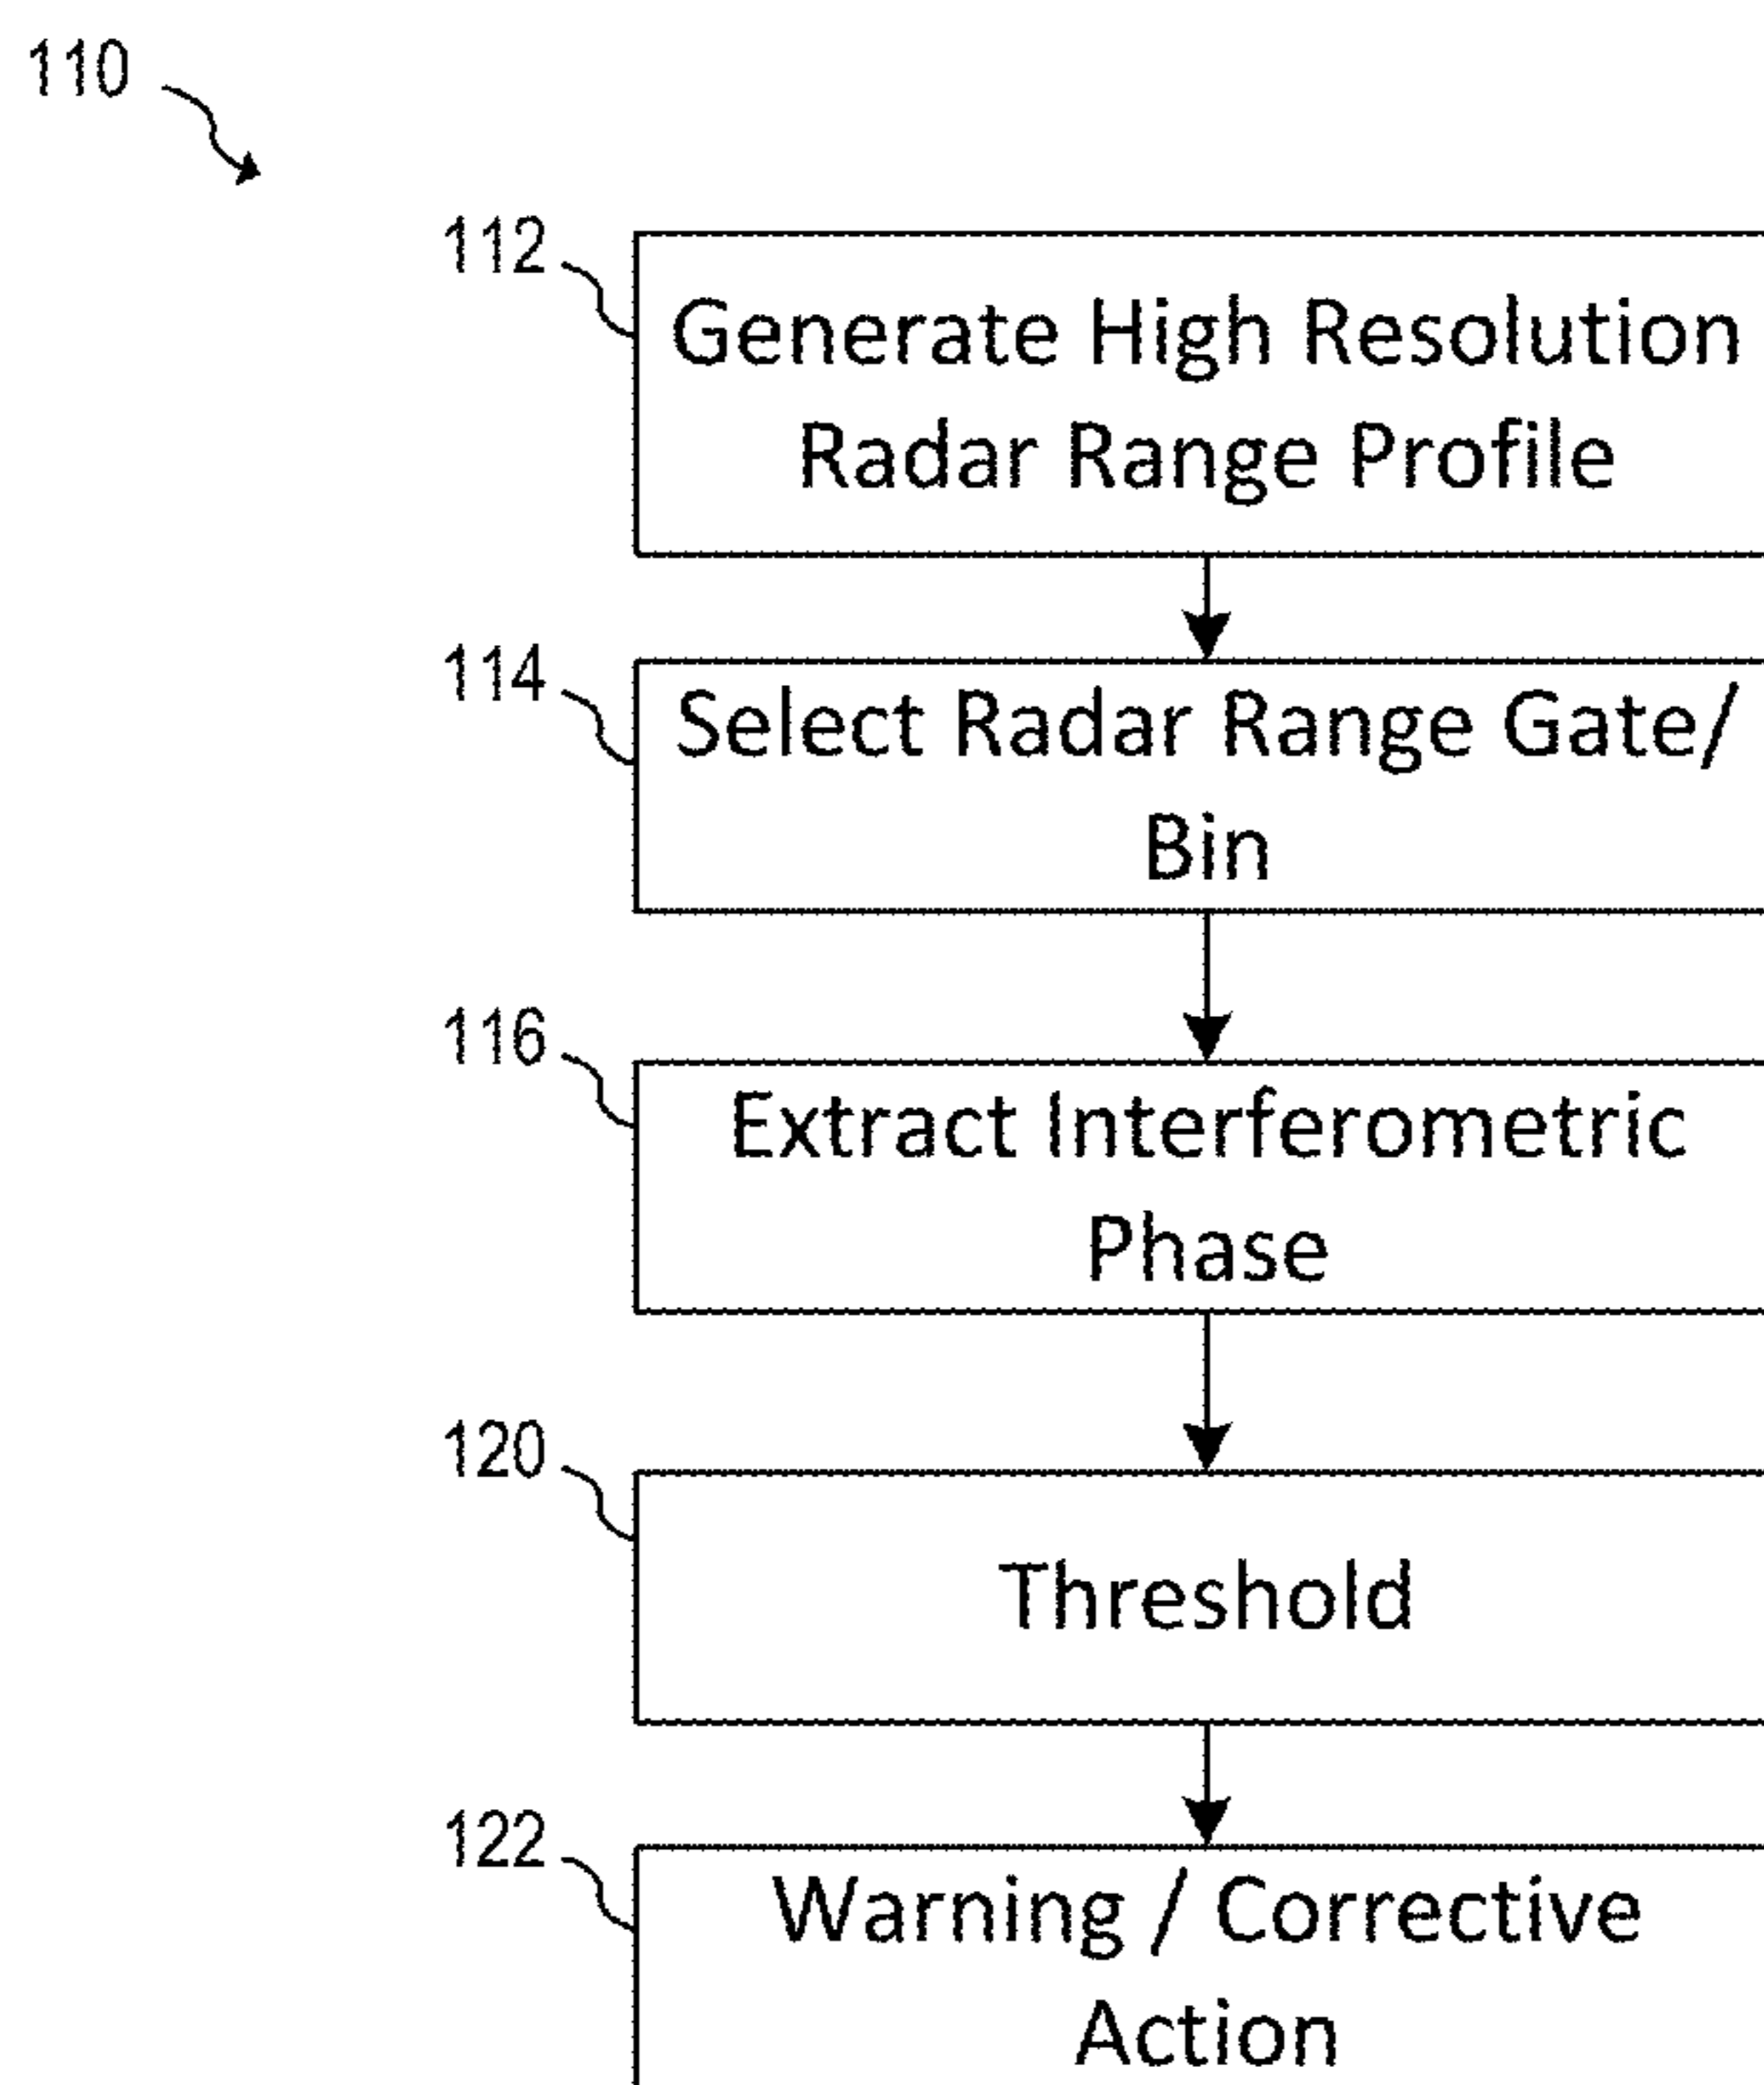 110
112
Generate High Resolution
Radar Range Profile
114
Select Radar Range Gate/
Bin
116
Extract Interferometric
Phase
120
Threshold
122
Warning / Corrective
Action